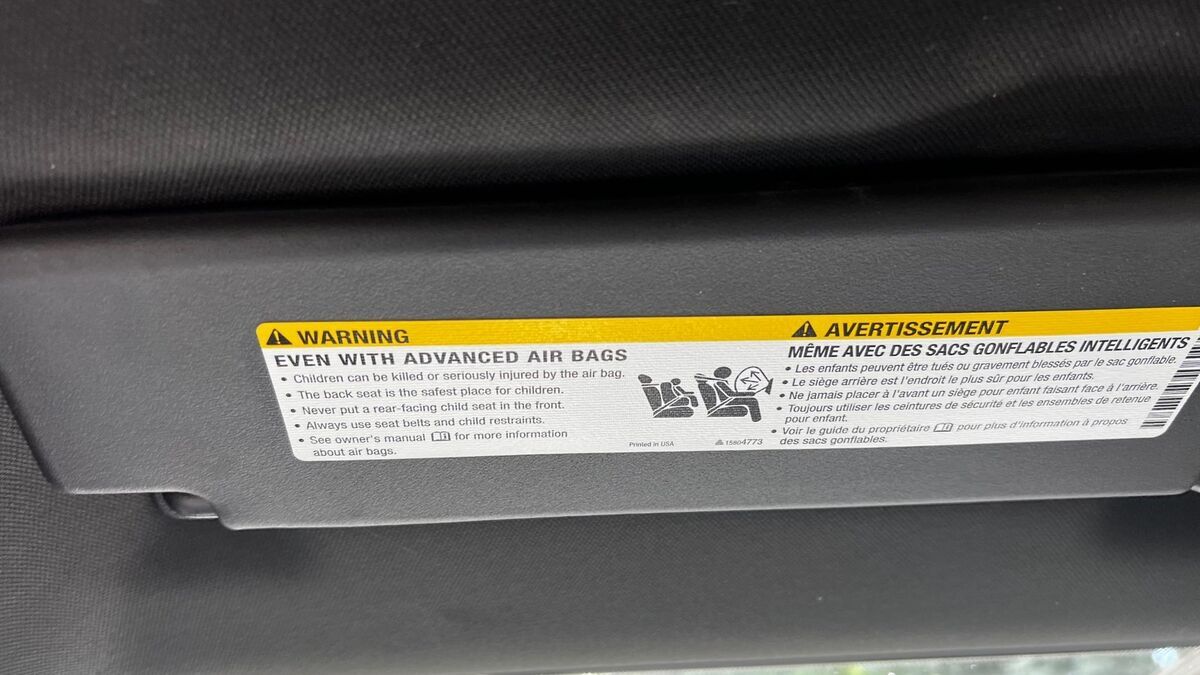 WARNING
EVEN WITH ADVANCED AIR BAGS
• Children can be killed or seriously injured by the air bag.
• The back seat is the safest place for children.
• Never put a rear-facing child seat in the front.
• Always use seat belts and child restraints.
• See owner's manual for more information
about air bags.
Printed in USA
15804773
AVERTISSEMENT
MÊME AVEC DES SACS GONFLABLES INTELLIGENTS
• Les enfants peuvent être tués ou gravement blessés par le sac gonflable.
• Le siège arrière est l'endroit le plus sûr pour les enfants.
• Ne jamais placer à l'avant un siège pour enfant faisant face à l'arrière.
• Toujours utiliser les ceintures de sécurité et les ensembles de retenue
pour enfant.
• Voir le guide du propriétaire pour plus d'information à propos
des sacs gonflables.